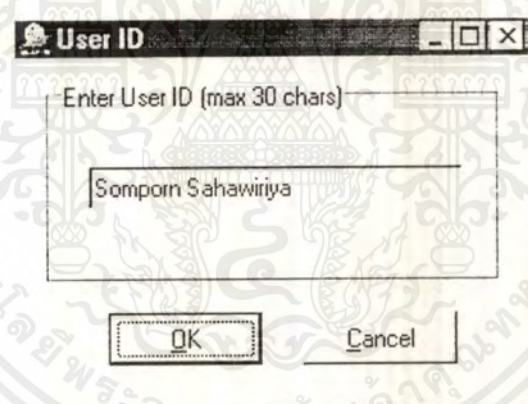 User ID
Enter User ID (max 30 chars)
Somporn Sahawiriya
OK
Cancel